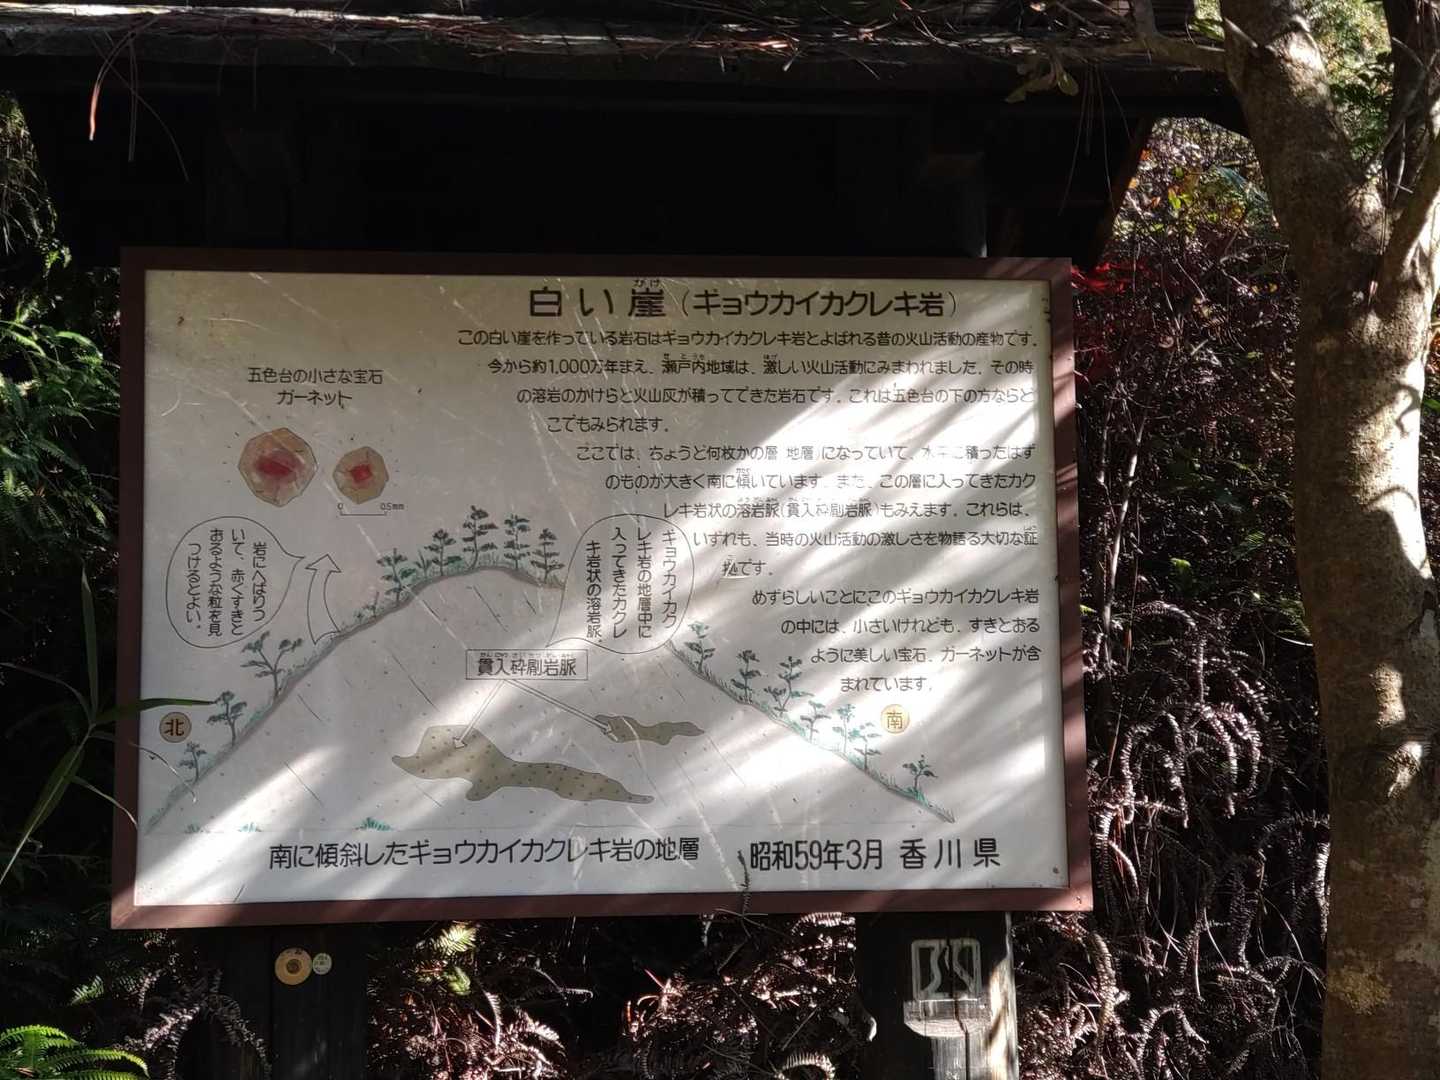 白い崖(ギョウカイカクレキ岩)
がけ
この白い崖を作っている岩石はギョウカイカクレキ岩とよばれる昔の火山活動の産物です。
今から約1,000万年まえ、瀬戸内地域は、激しい火山活動にみまわれました。その時
の溶岩のかけらと火山灰が積ってできた岩石です。これは五色台の下の方ならど
こでもみられます。
ここでは、ちょうど何枚かの層(地層)になっていて、水平に積ったはず
のものが大きく南に傾いています。また、この層に入ってきたカク
レキ岩状の溶岩脈(貫入砕屑岩脈)もみえます。これらは、
いずれも、当時の火山活動の激しさを物語る大切な証
拠です。
めずらしいことにこのギョウカイカクレキ岩
の中には、小さいけれども、すきとおる
ように美しい宝石、ガーネットが含
まれています。
五色台の小さな宝石
ガーネット
0 0.5mm
岩にへばりつ
いて、赤くすきと
おるような粒を見
つけるとよい。
ギョウカイカク
レキ岩の地層中に
入ってきたカクレ
キ岩状の溶岩脈。
貫入砕屑岩脈
北
南
南に傾斜したギョウカイカクレキ岩の地層
昭和59年3月 香川県